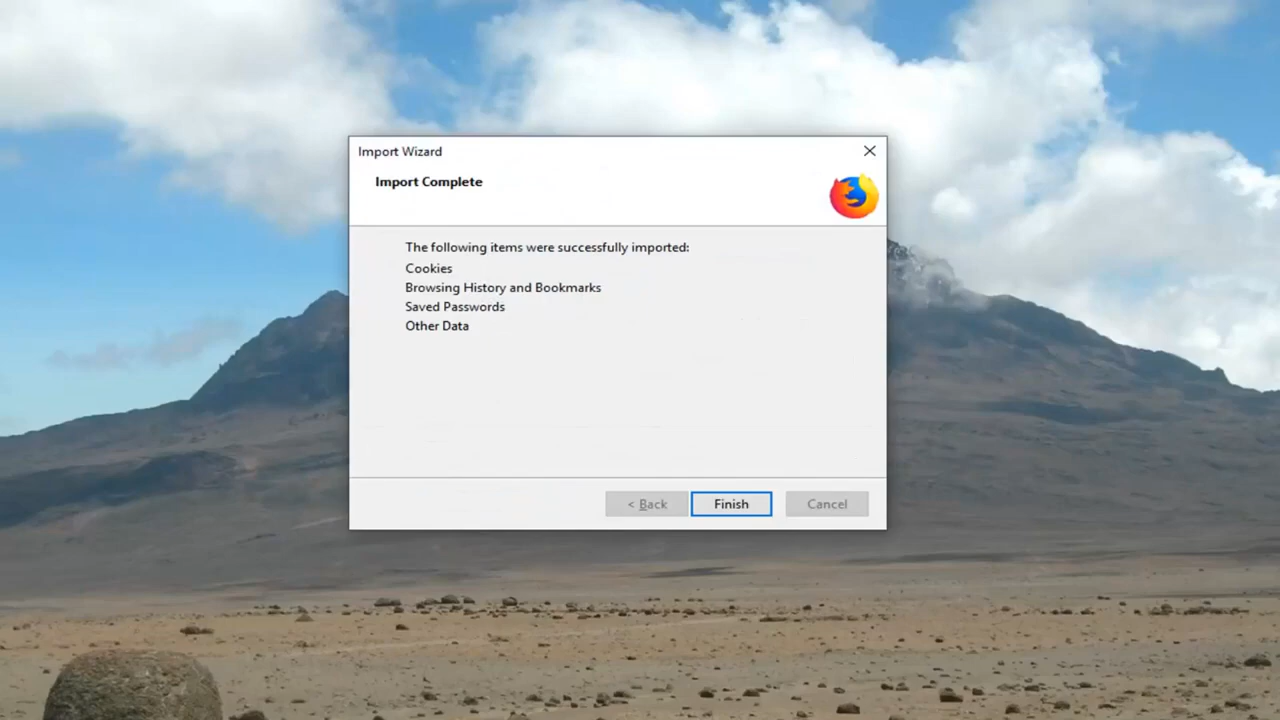 Import Wizard
Import Complete
The following items were successfully imported:
Cookies
Browsing History and Bookmarks
Saved Passwords
Other Data
< Back
Finish
Cancel